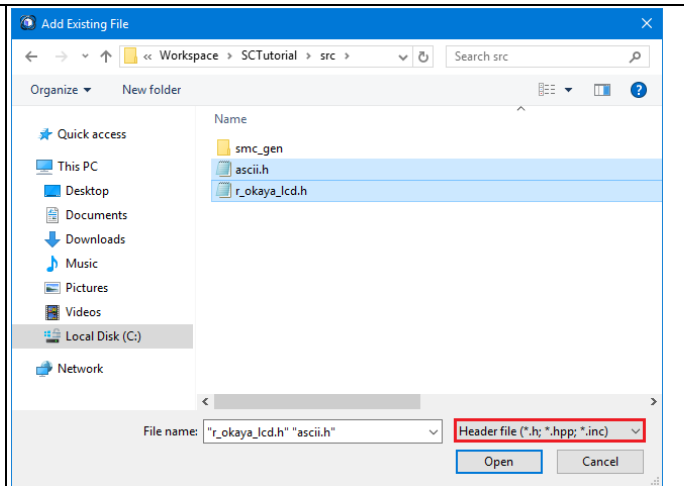 Add Existing File
« Workspace > SCTutorial > src >
Search src
Organize
New folder
?
Name
Quick access
This PC
Desktop
Documents
Downloads
Music
Pictures
Videos
Local Disk (C:)
Network
smc_gen
ascii.h
r_okaya_lcd.h
File name: "r_okaya_lcd.h" "ascii.h"
Header file (*.h; *.hpp; *.inc)
Open
Cancel